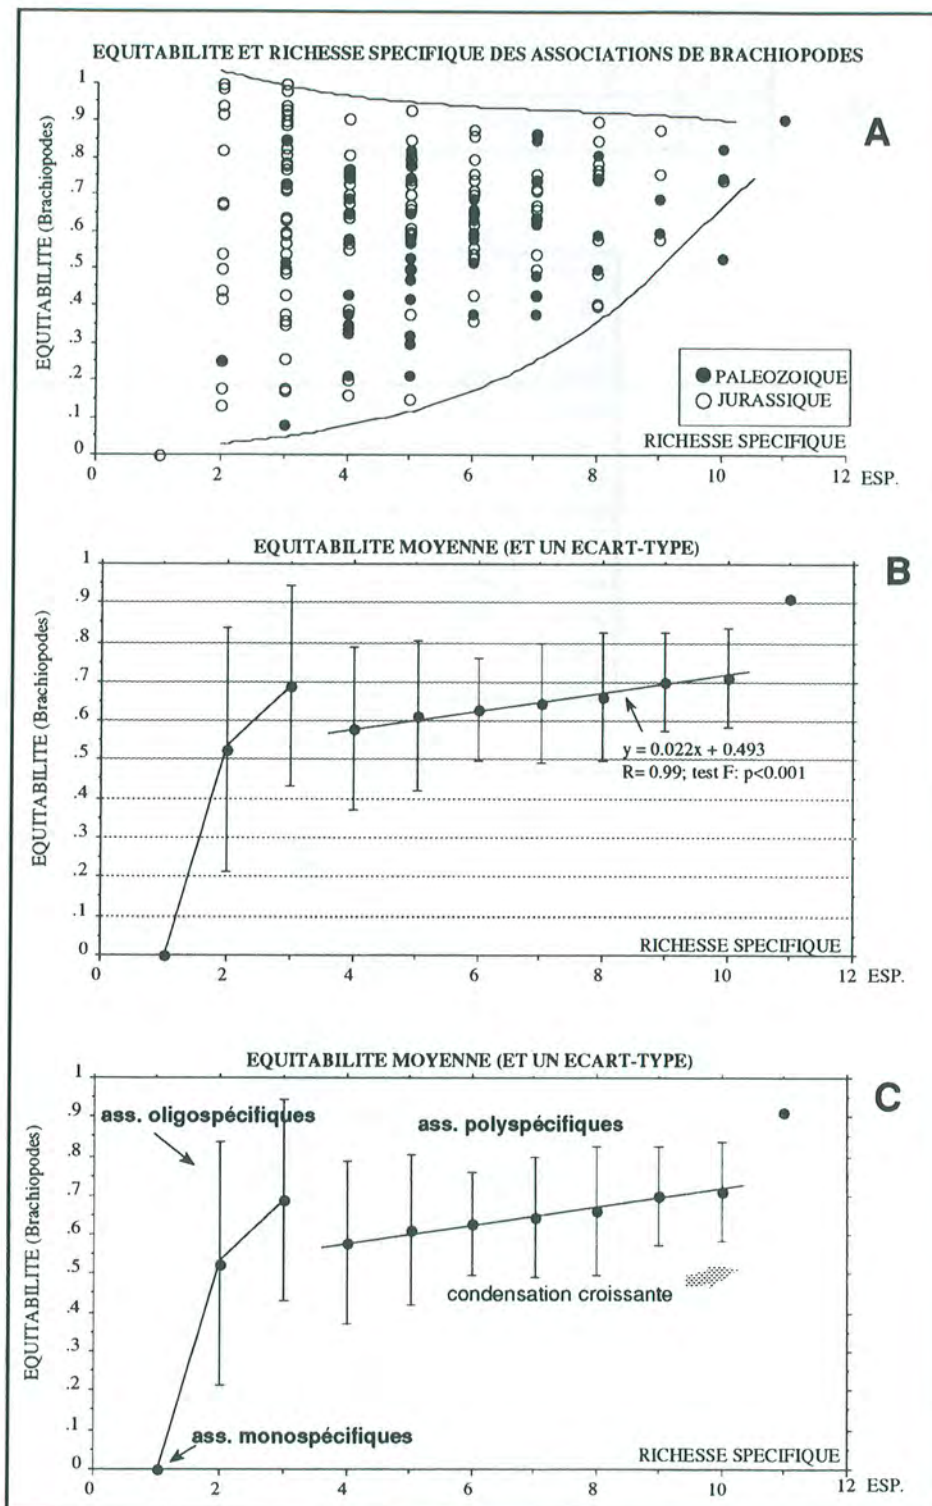 EQUITABILITE ET RICHESSE SPECIFIQUE DES ASSOCIATIONS DE BRACHIOPODES
A
EQUITABILITE (Brachiopodes)
1
.9
.8
.7
.6
.5
.4
.3
.2
.1
0
PALEOZOIQUE
JURASSIQUE
RICHESSE SPECIFIQUE
0 2 4 6 8 10 12 ESP.
EQUITABILITE MOYENNE (ET UN ECART-TYPE)
B
EQUITABILITE (Brachiopodes)
1
.9
.8
.7
.6
.5
.4
.3
.2
.1
0
y = 0.022x + 0.493
R= 0.99; test F: p<0.001
RICHESSE SPECIFIQUE
0 2 4 6 8 10 12 ESP.
EQUITABILITE MOYENNE (ET UN ECART-TYPE)
C
EQUITABILITE (Brachiopodes)
1
.9
.8
.7
.6
.5
.4
.3
.2
.1
0
ass. oligospécifiques
ass. polyspécifiques
condensation croissante
ass. monospécifiques
RICHESSE SPECIFIQUE
0 2 4 6 8 10 12 ESP.